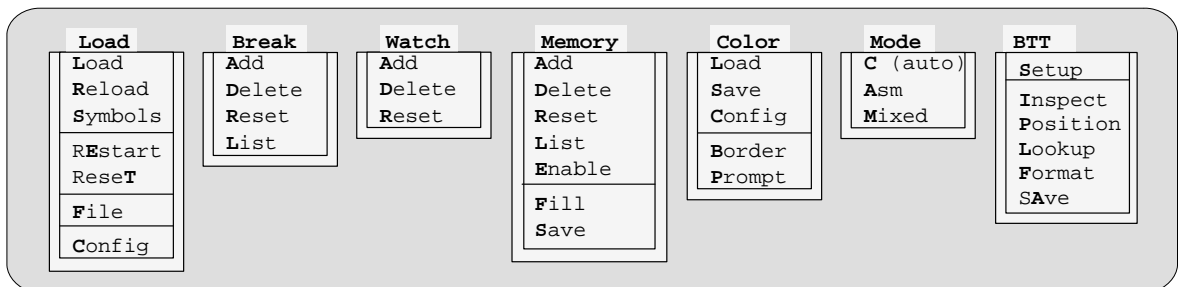 Load
Load
Reload
Symbols
REstart
ReseT
File
Config
Break
Add
Delete
Reset
List
Watch
Add
Delete
Reset
Memory
Add
Delete
Reset
List
Enable
Fill
Save
Color
Load
Save
Config
Border
Prompt
Mode
C (auto)
Asm
Mixed
BTT
Setup
Inspect
Position
Lookup
Format
SAve